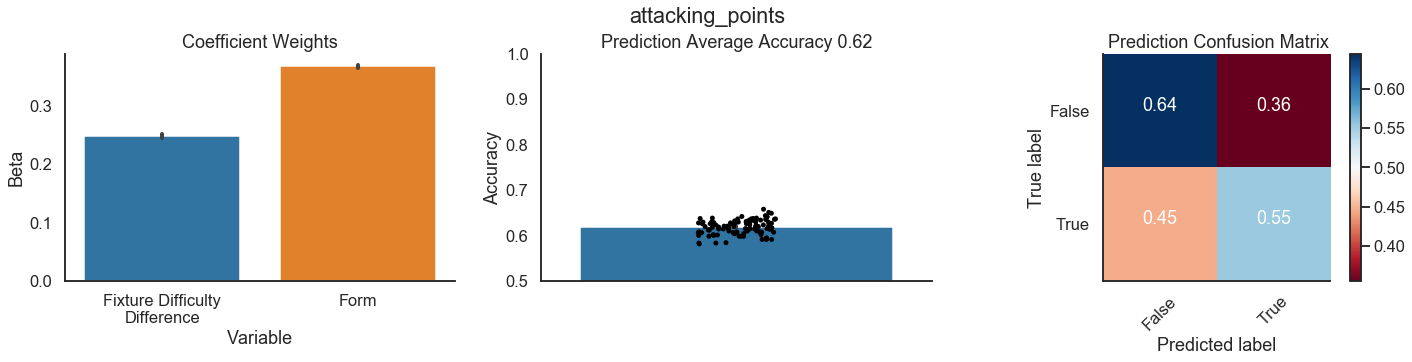 attacking_points
Coefficient Weights
Beta
0.3
0.2
0.1
0.0
Fixture Difficulty
Difference
Form
Variable
Prediction Average Accuracy 0.62
Accuracy
1.0
0.9
0.8
0.7
0.6
0.5
Prediction Confusion Matrix
True label
False
0.64
0.36
True
0.45
0.55
False
True
Predicted label
0.60
0.55
0.50
0.45
0.40